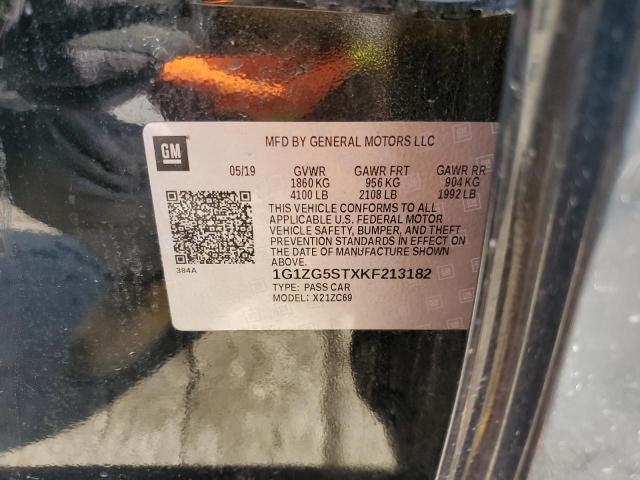 GM
MFD BY GENERAL MOTORS LLC
05/19 GVWR GAWR FRT GAWR RR
1860 KG 956 KG 904 KG
4100 LB 2108 LB 1992 LB
THIS VEHICLE CONFORMS TO ALL
APPLICABLE U.S. FEDERAL MOTOR
VEHICLE SAFETY, BUMPER, AND THEFT
PREVENTION STANDARDS IN EFFECT ON
THE DATE OF MANUFACTURE SHOWN
ABOVE.
384A
1G1ZG5STXKF213182
TYPE: PASS CAR
MODEL: X21ZC69